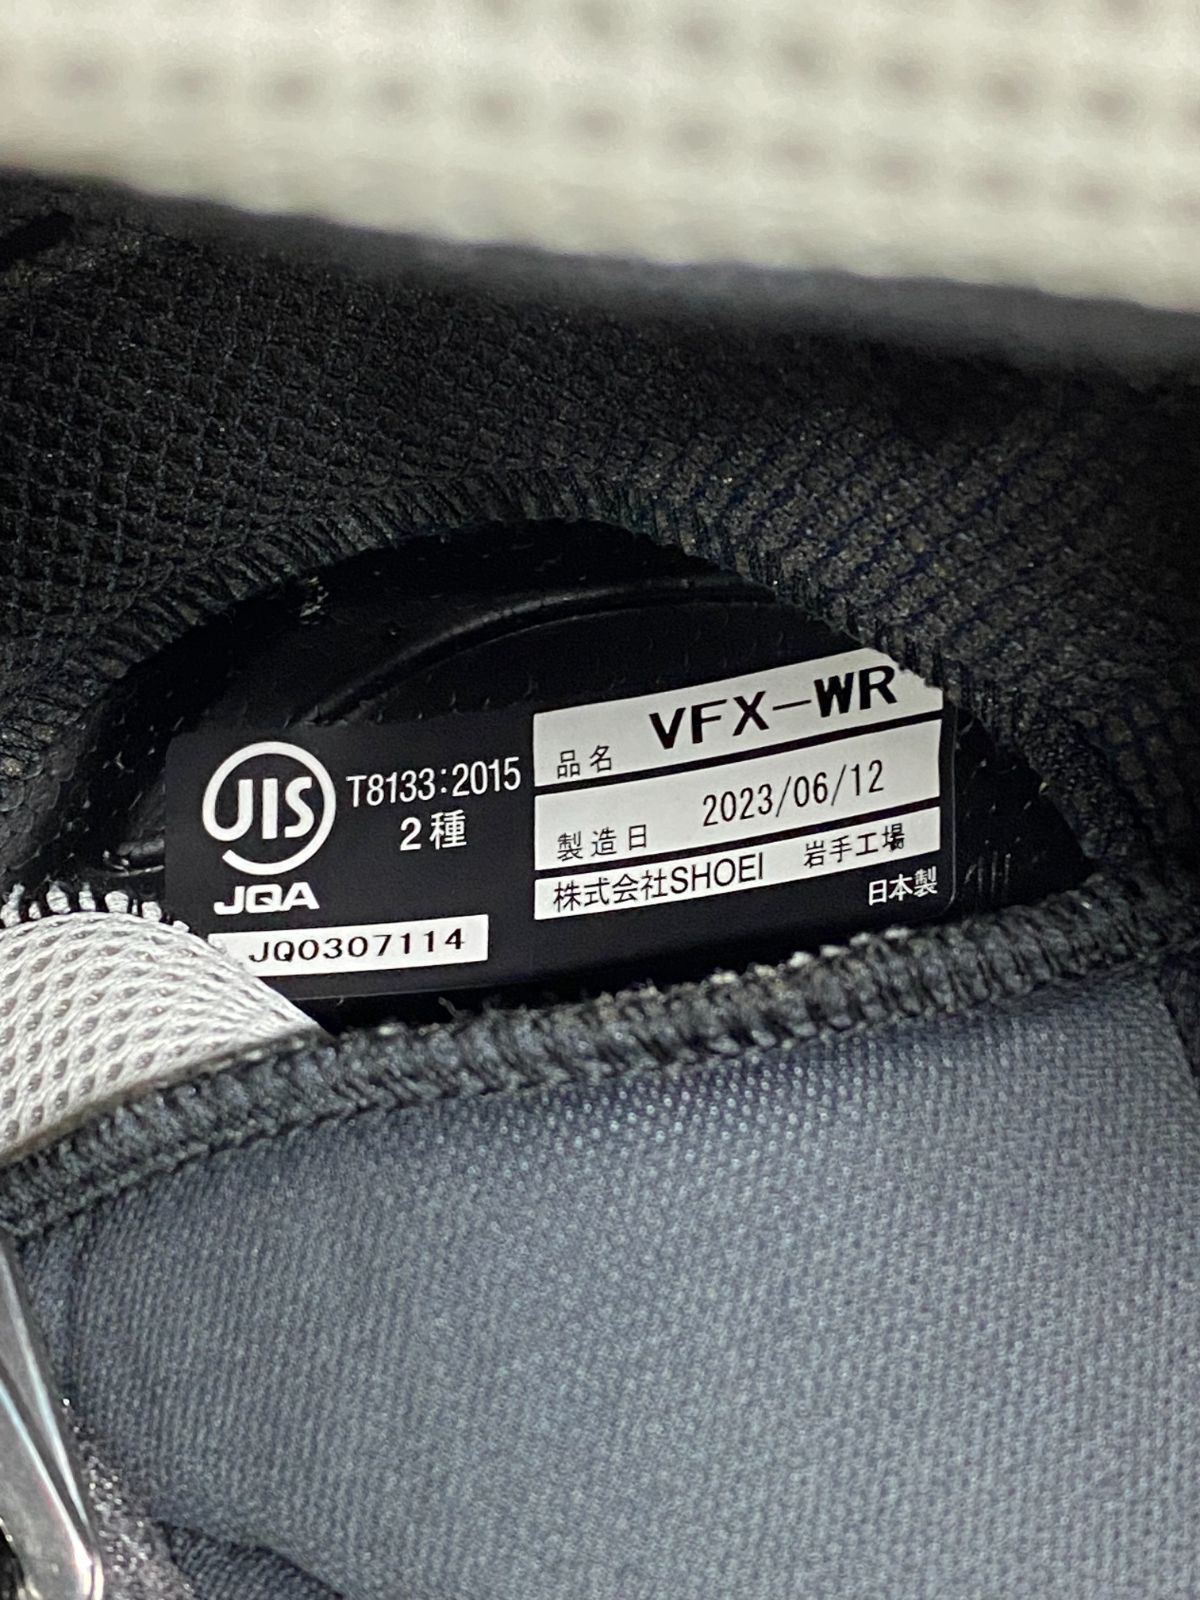 JIS
T8133:2015
2種
JQA
JQ0307114
品名 VFX-WR
製造日 2023/06/12
株式会社SHOEI 岩手工場
日本製